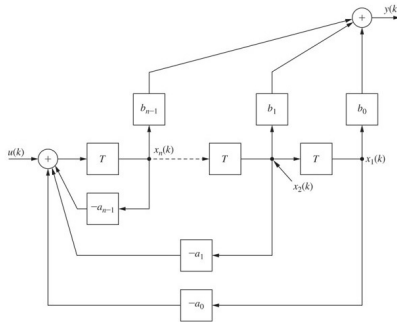 y(k
b_{n−1}
b_1
b_0
u(k)
+
+
T
x_n(k)
T
T
x_1(k)
x_2(k)
−a_{n−1}
−a_1
−a_0